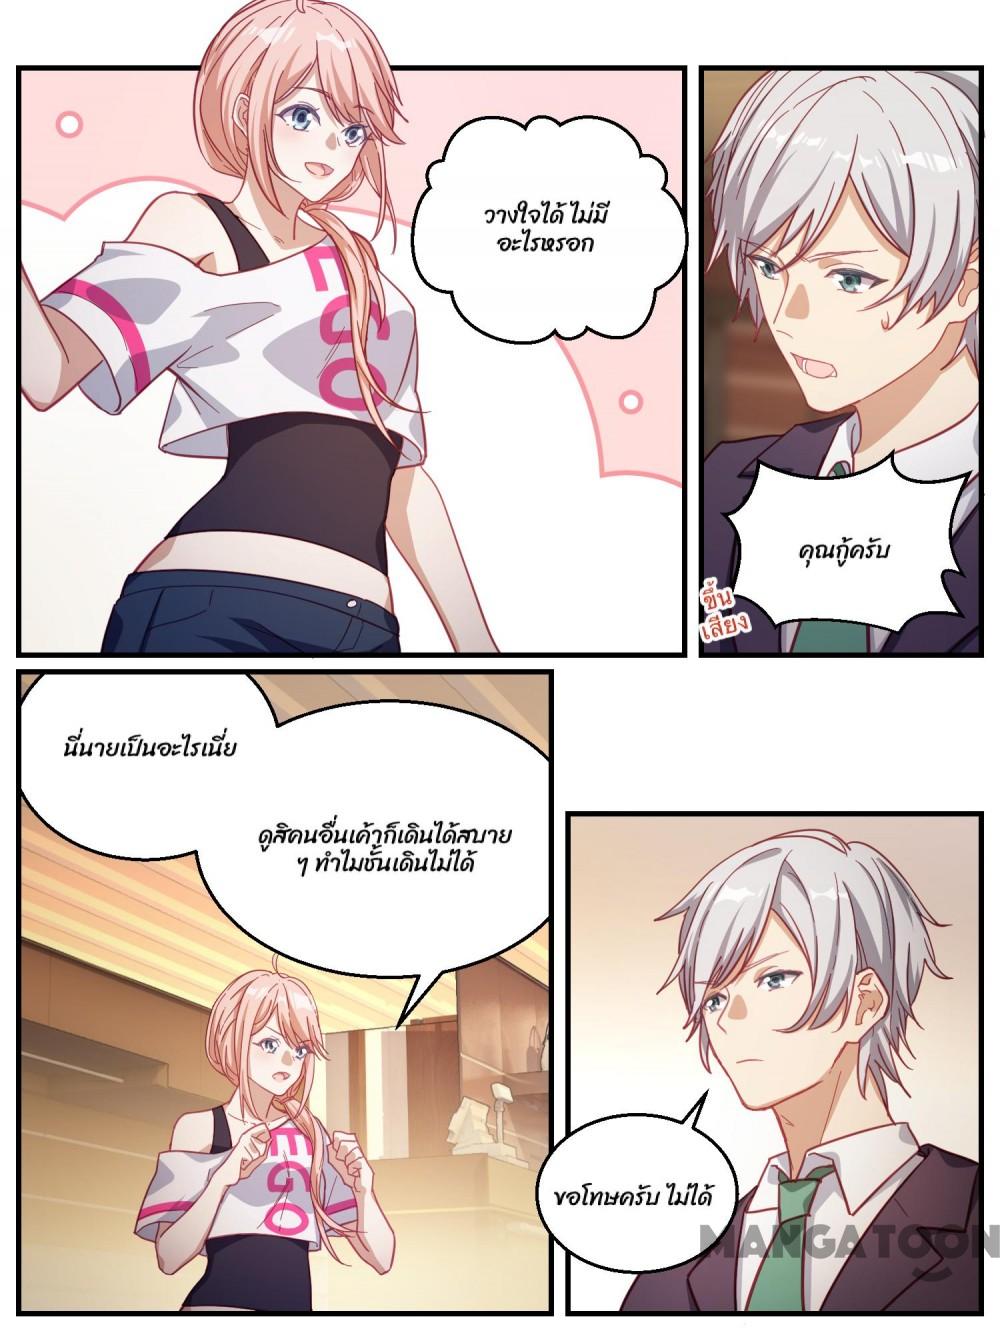 วางใจได้ ไม่มี
อะไรหรอก
คุณกู้ครับ
ขึ้น
เสียง
นี่นายเป็นอะไรเนี่ย
ดูสิคนอื่นเค้าก็เดินได้สบาย
ๆ ทำไมชั้นเดินไม่ได้
EGO
ขอโทษครับ ไม่ได้
MANGATOON